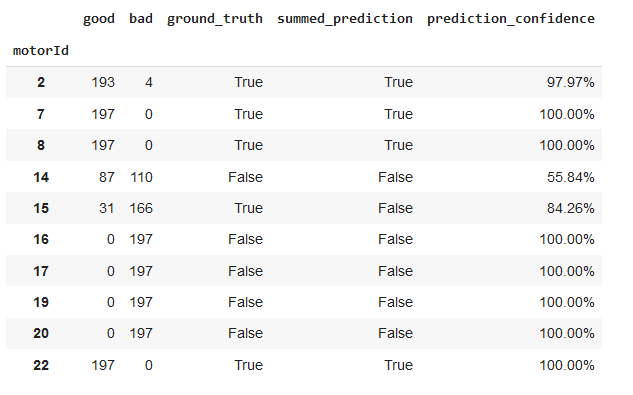 good bad ground_truth summed_prediction prediction_confidence
motorId
2 193 4 True True 97.97%
7 197 0 True True 100.00%
8 197 0 True True 100.00%
14 87 110 False False 55.84%
15 31 166 True False 84.26%
16 0 197 False False 100.00%
17 0 197 False False 100.00%
19 0 197 False False 100.00%
20 0 197 False False 100.00%
22 197 0 True True 100.00%